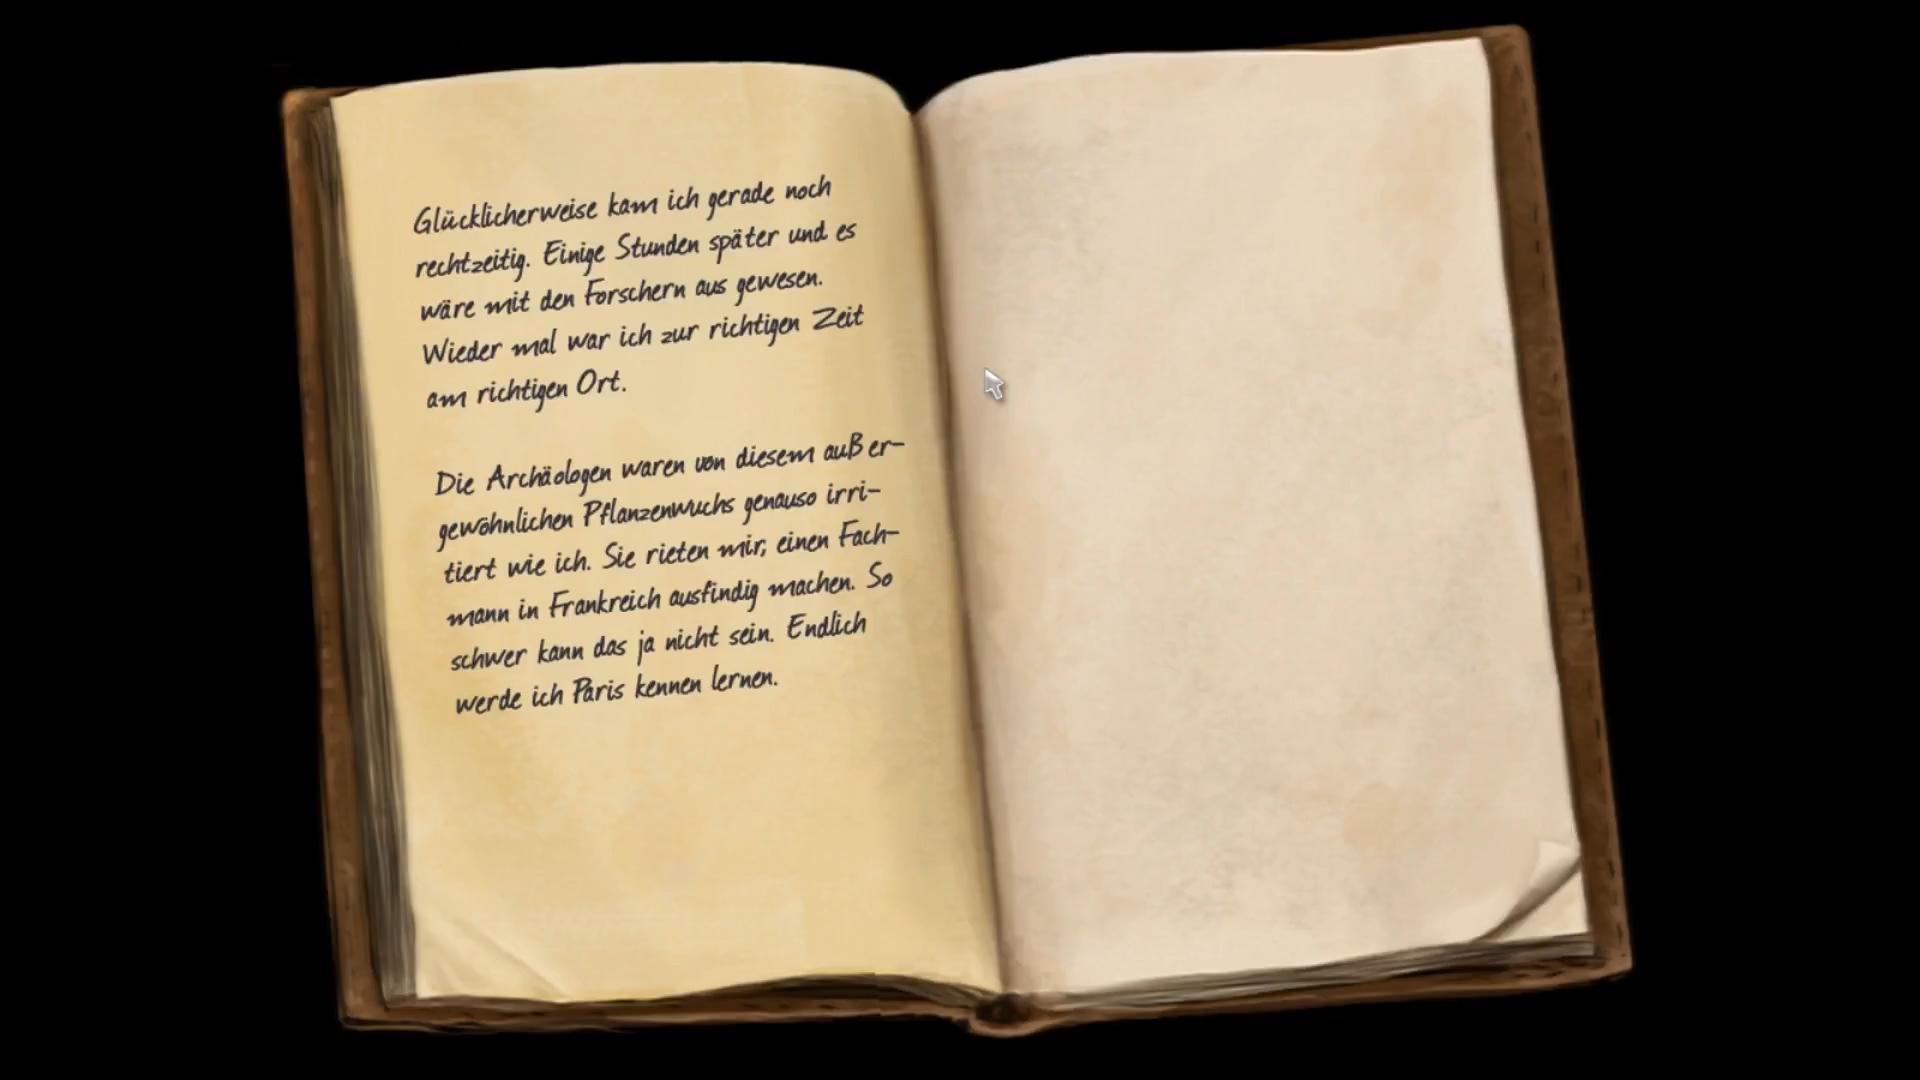 Glücklicherweise kam ich gerade noch
rechtzeitig. Einige Stunden später und es
wäre mit den Forschern aus gewesen.
Wieder mal war ich zur richtigen Zeit
am richtigen Ort.
Die Archäologen waren von diesem außer-
gewöhnlichen Pflanzenwuchs genauso irri-
tiert wie ich. Sie rieten mir, einen Fach-
mann in Frankreich ausfindig machen. So
schwer kann das ja nicht sein. Endlich
werde ich Paris kennen lernen.